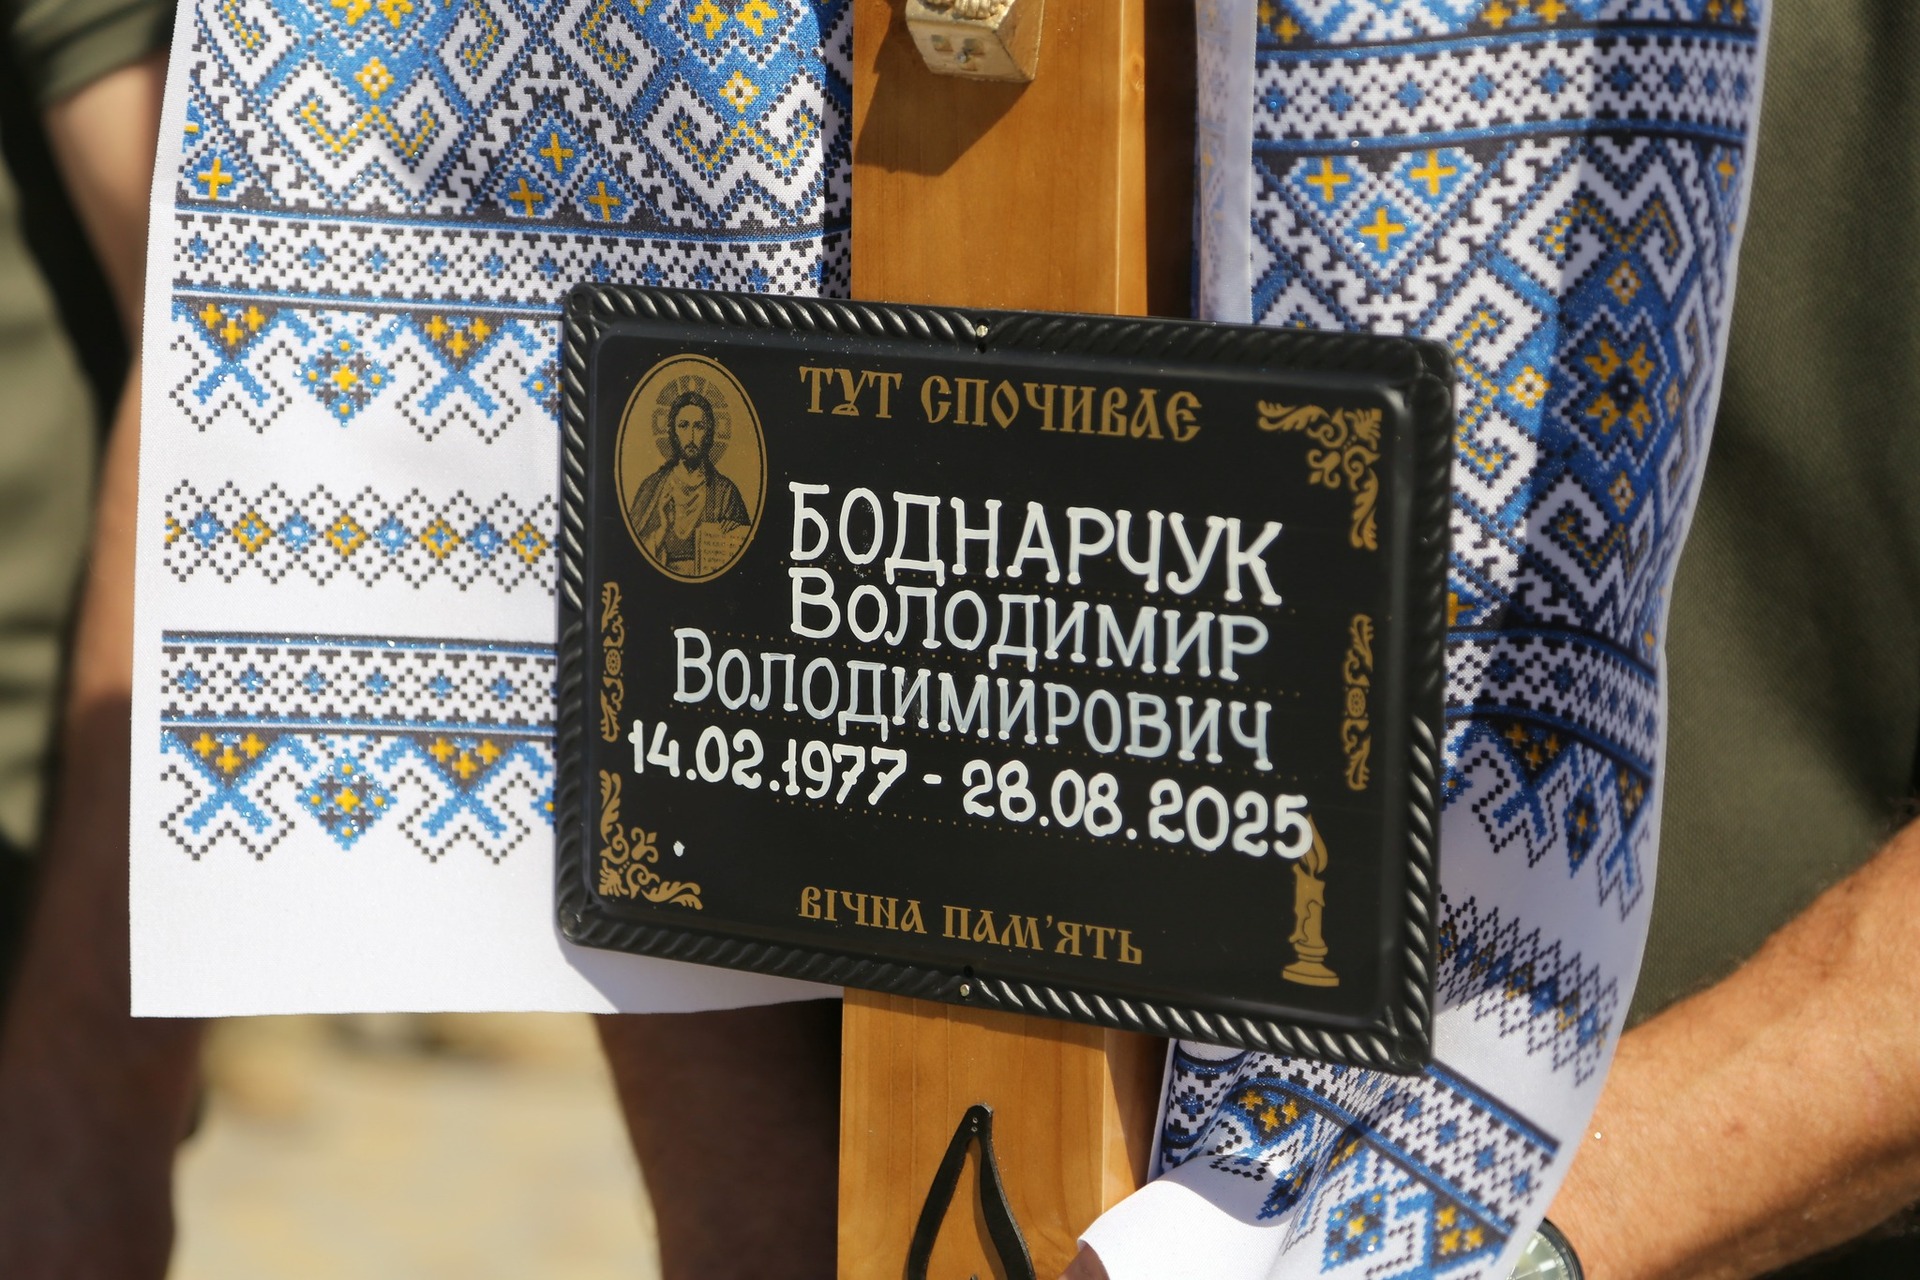 ТУТ СПОЧИВАЄ
БОДНАРЧУК
ВОЛОДИМИР
ВОЛОДИМИРОВИЧ
14.02.1977 - 28.08.2025
ВІЧНА ПАМ'ЯТЬ